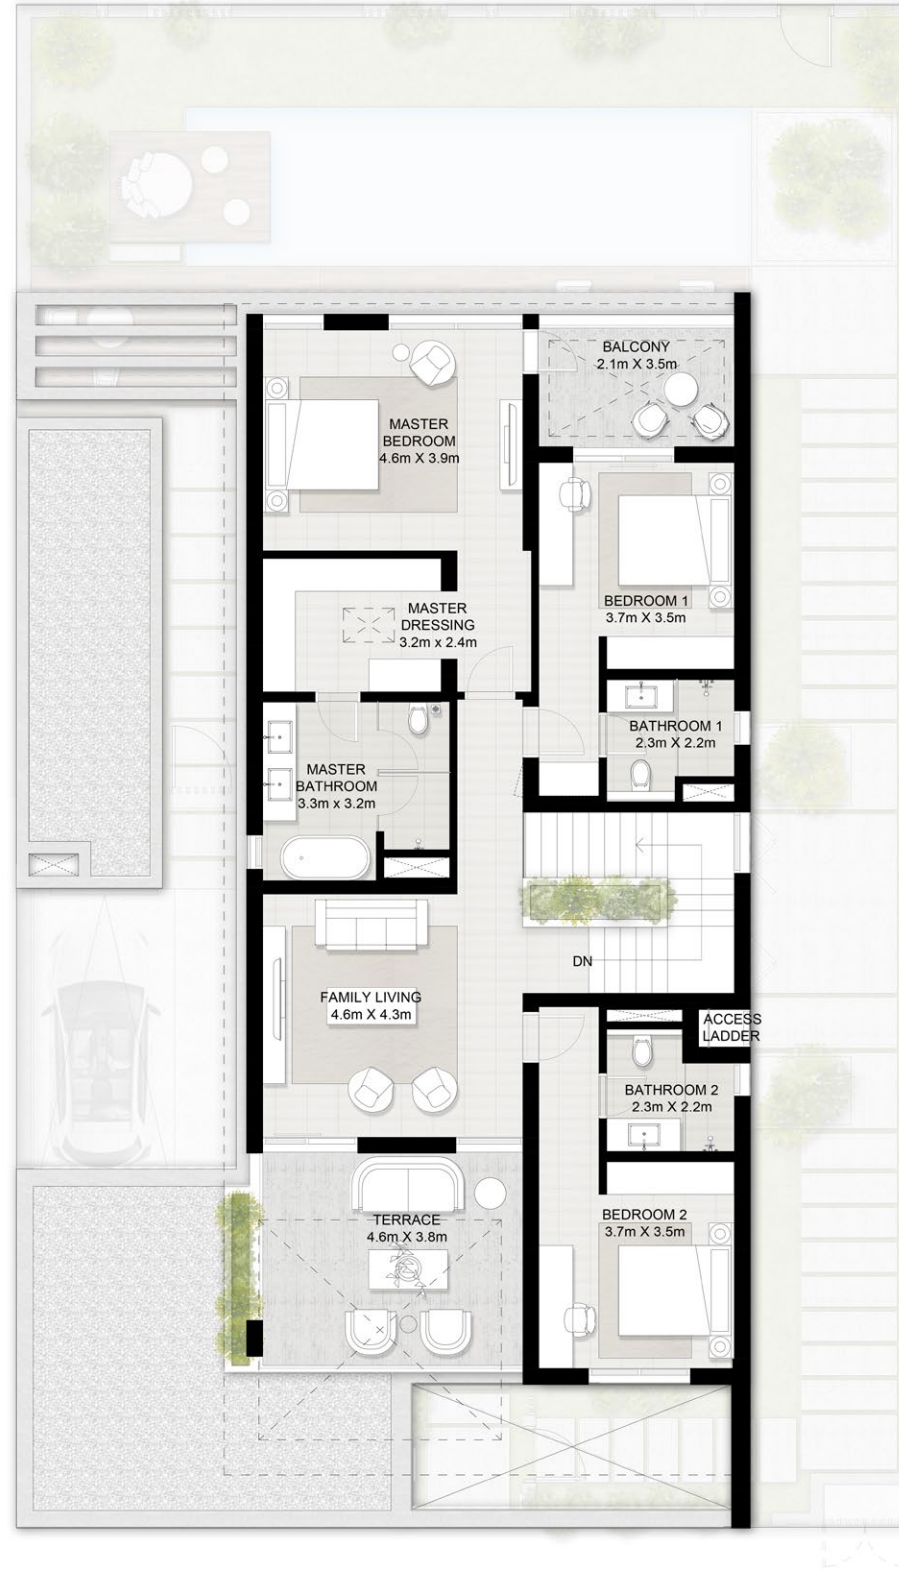 BALCONY
2.1m X 3.5m
MASTER
BEDROOM
4.6m X 3.9m
BEDROOM 1
3.7m X 3.5m
MASTER
DRESSING
3.2m x 2.4m
BATHROOM 1
2.3m X 2.2m
MASTER
BATHROOM
3.3m x 3.2m
DN
FAMILY LIVING
4.6m X 4.3m
ACCESS
LADDER
BATHROOM 2
2.3m X 2.2m
TERRACE
4.6m X 3.8m
BEDROOM 2
3.7m X 3.5m